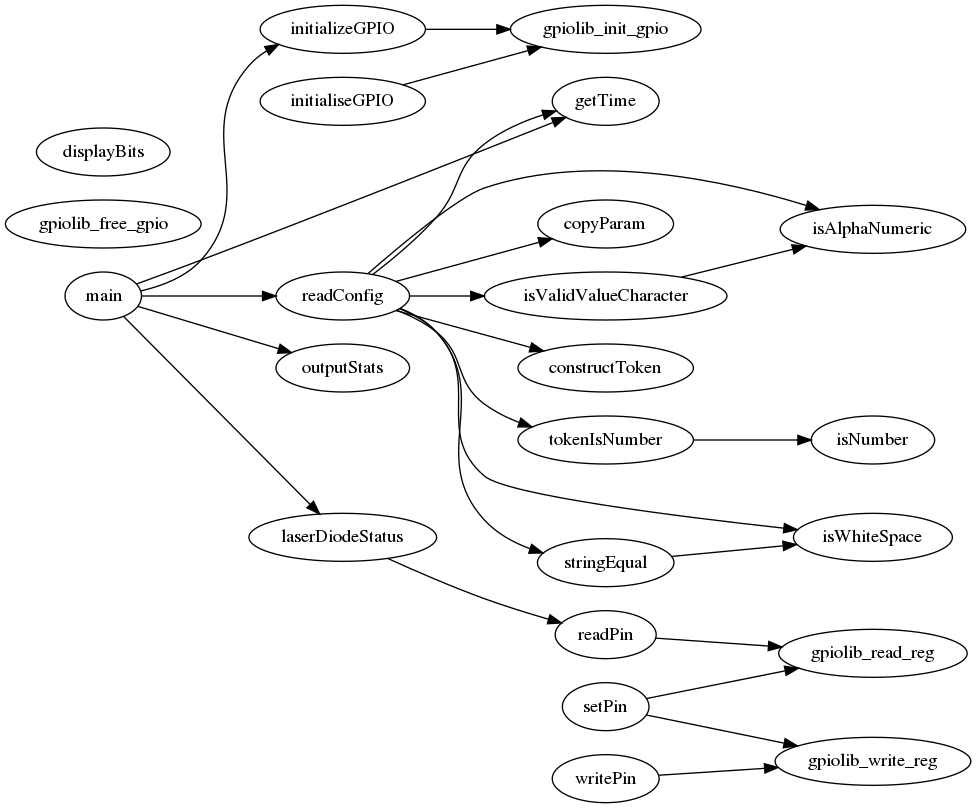 initializeGPIO
gpiolib_init_gpio
initialiseGPIO
getTime
displayBits
gpiolib_free_gpio
copyParam
isAlphaNumeric
main
readConfig
isValidValueCharacter
outputStats
constructToken
tokenIsNumber
isNumber
laserDiodeStatus
isWhiteSpace
stringEqual
readPin
gpiolib_read_reg
setPin
gpiolib_write_reg
writePin